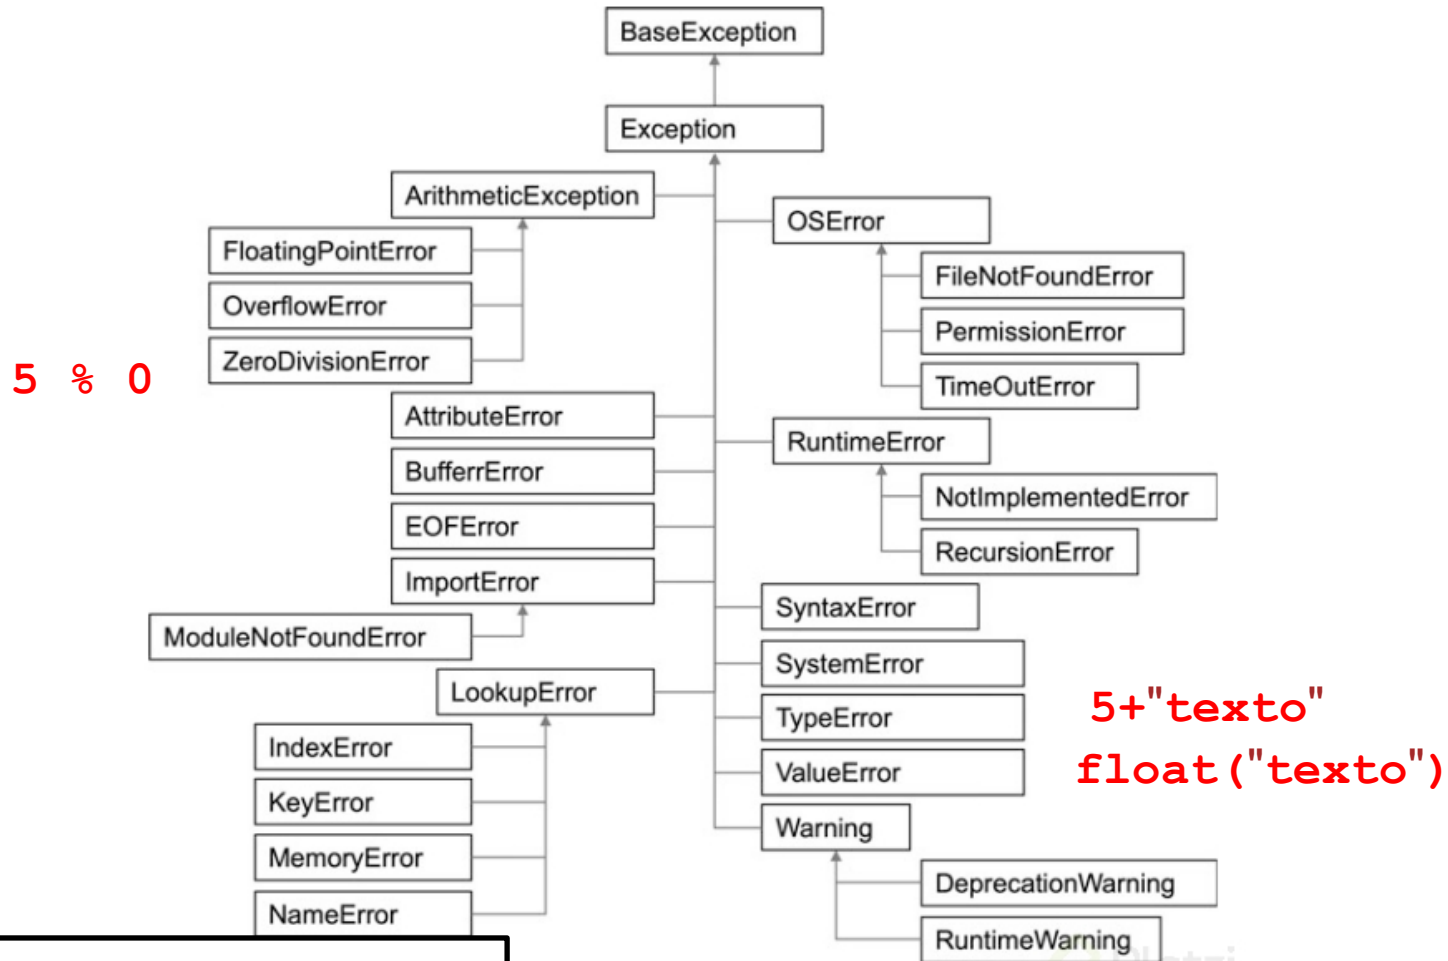 BaseException
Exception
ArithmeticException
OSError
FloatingPointError
FileNotFoundError
OverflowError
PermissionError
ZeroDivisionError
5 % 0
TimeOutError
AttributeError
RuntimeError
BufferrError
NotImplementedError
EOFError
RecursionError
ImportError
SyntaxError
ModuleNotFoundError
SystemError
LookupError
TypeError
5+"texto"
IndexError
ValueError
float("texto")
KeyError
Warning
MemoryError
DeprecationWarning
NameError
RuntimeWarning